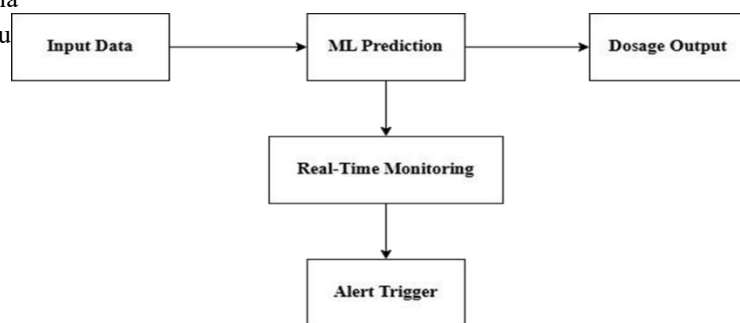 Input Data
ML Prediction
Dosage Output
Real-Time Monitoring
Alert Trigger